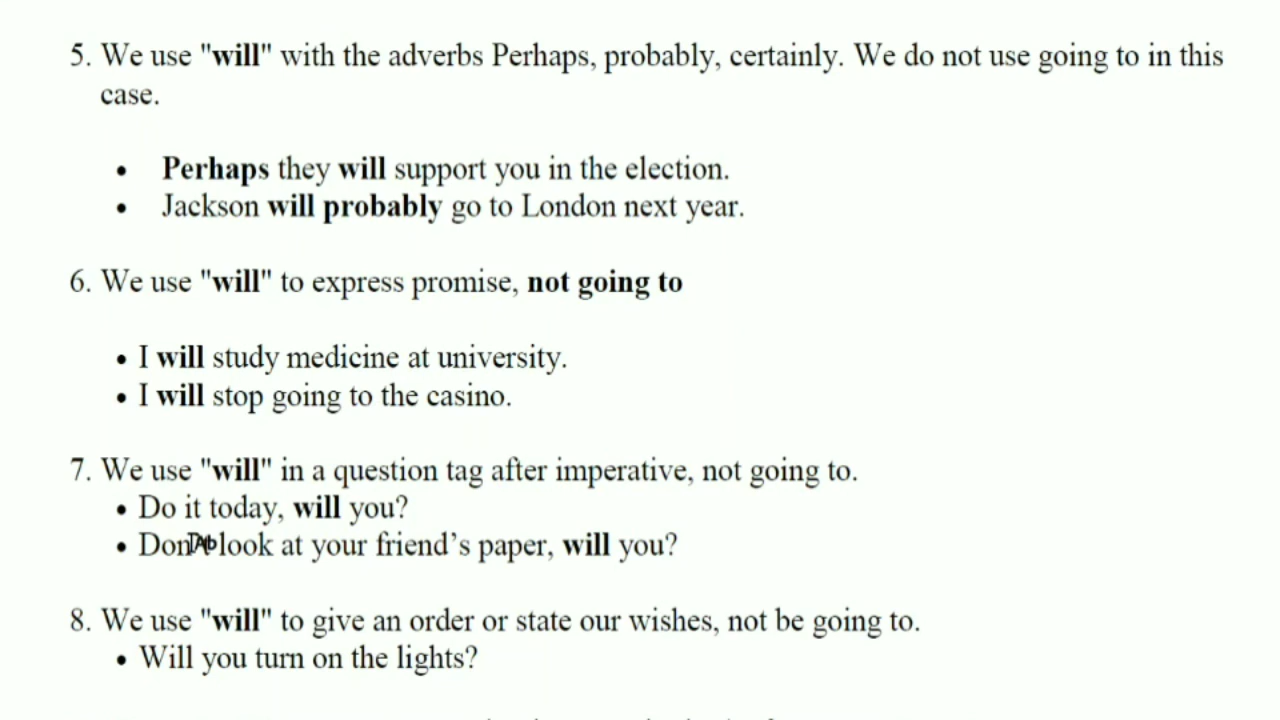 5. We use "will" with the adverbs Perhaps, probably, certainly. We do not use going to in this
case.
• Perhaps they will support you in the election.
• Jackson will probably go to London next year.
6. We use "will" to express promise, not going to
• I will study medicine at university.
• I will stop going to the casino.
7. We use "will" in a question tag after imperative, not going to.
• Do it today, will you?
• Don look at your friend’s paper, will you?
8. We use "will" to give an order or state our wishes, not be going to.
• Will you turn on the lights?